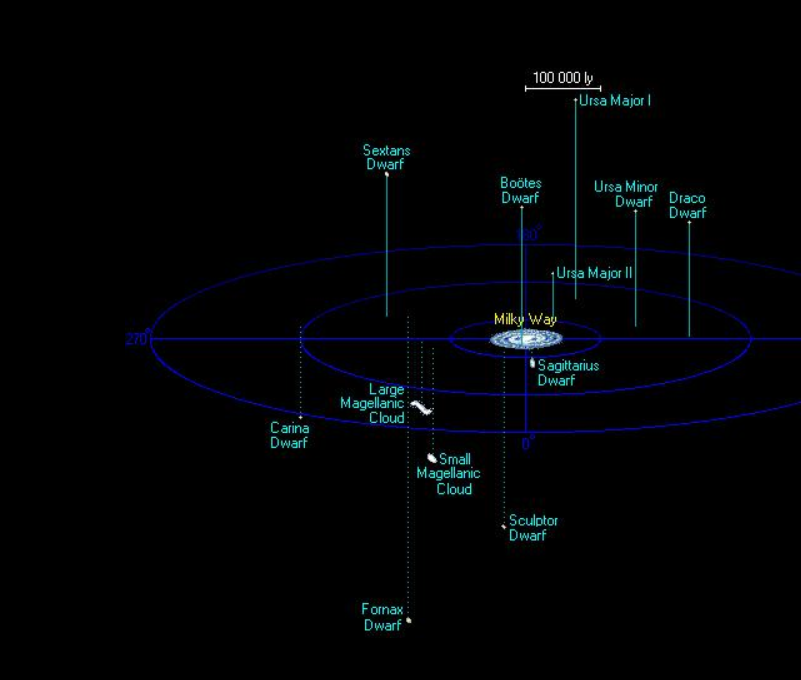 100 000 ly
Ursa Major I
Sextans
Dwarf
Boötes
Dwarf
Ursa Minor
Dwarf
Draco
Dwarf
180°
Ursa Major II
Milky Way
270°
Sagittarius
Dwarf
Large
Magellanic
Cloud
Carina
Dwarf
0°
Small
Magellanic
Cloud
Sculptor
Dwarf
Fornax
Dwarf